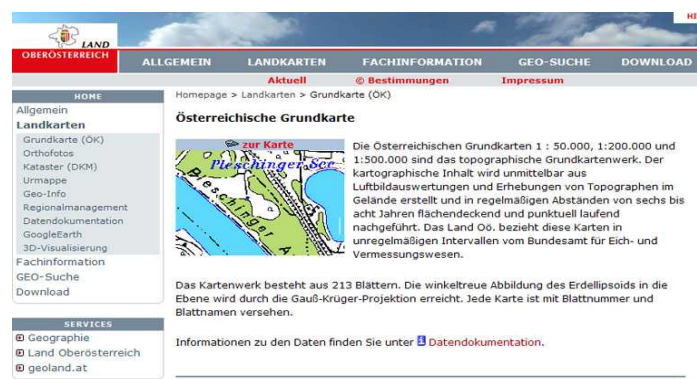 HI
LAND
OBERÖSTERREICH
ALLGEMEIN LANDKARTEN FACHINFORMATION GEO-SUCHE DOWNLOAD
Aktuell © Bestimmungen Impressum
HOME
Allgemein
Landkarten
Grundkarte (ÖK)
Orthofotos
Kataster (DKM)
Urmappe
Geo-Info
Regionalmanagement
Datendokumentation
GoogleEarth
3D-Visualisierung
Fachinformation
GEO-Suche
Download
SERVICES
Geographie
Land Oberösterreich
geoland.at
Homepage > Landkarten > Grundkarte (ÖK)
Österreichische Grundkarte
zur Karte
Pleschinger See
Pleschinger A
Die Österreichischen Grundkarten 1 : 50.000, 1:200.000 und
1:500.000 sind das topographische Grundkartenwerk. Der
kartographische Inhalt wird unmittelbar aus
Luftbildauswertungen und Erhebungen von Topographen im
Gelände erstellt und in regelmäßigen Abständen von sechs bis
acht Jahren flächendeckend und punktuell laufend
nachgeführt. Das Land Oö. bezieht diese Karten in
unregelmäßigen Intervallen vom Bundesamt für Eich- und
Vermessungswesen.
Das Kartenwerk besteht aus 213 Blättern. Die winkeltreue Abbildung des Erdellipsoids in die
Ebene wird durch die Gauß-Krüger-Projektion erreicht. Jede Karte ist mit Blattnummer und
Blattnamen versehen.
Informationen zu den Daten finden Sie unter i Datendokumentation.